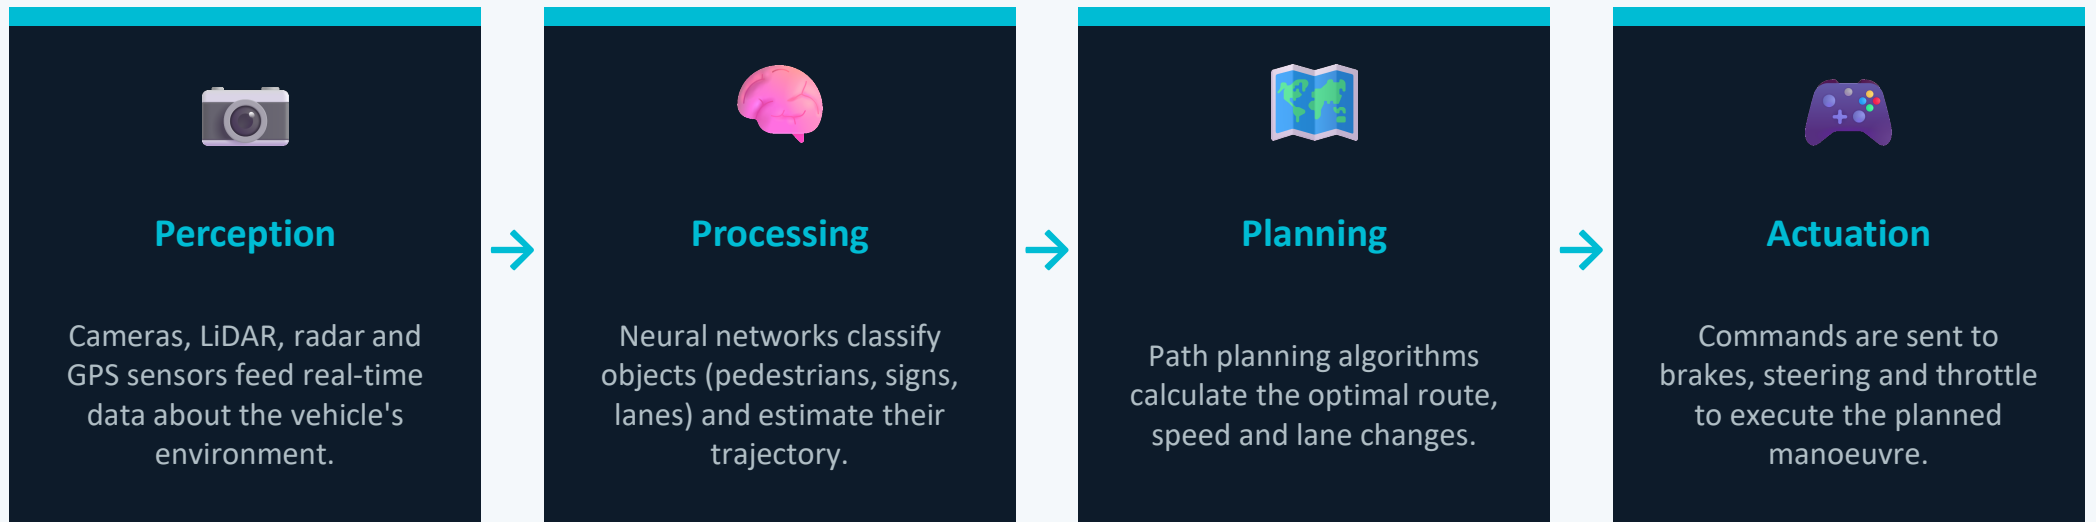 Perception
Cameras, LiDAR, radar and
GPS sensors feed real-time
data about the vehicle's
environment.
Processing
Neural networks classify
objects (pedestrians, signs,
lanes) and estimate their
trajectory.
Planning
Path planning algorithms
calculate the optimal route,
speed and lane changes.
Actuation
Commands are sent to
brakes, steering and throttle
to execute the planned
manoeuvre.